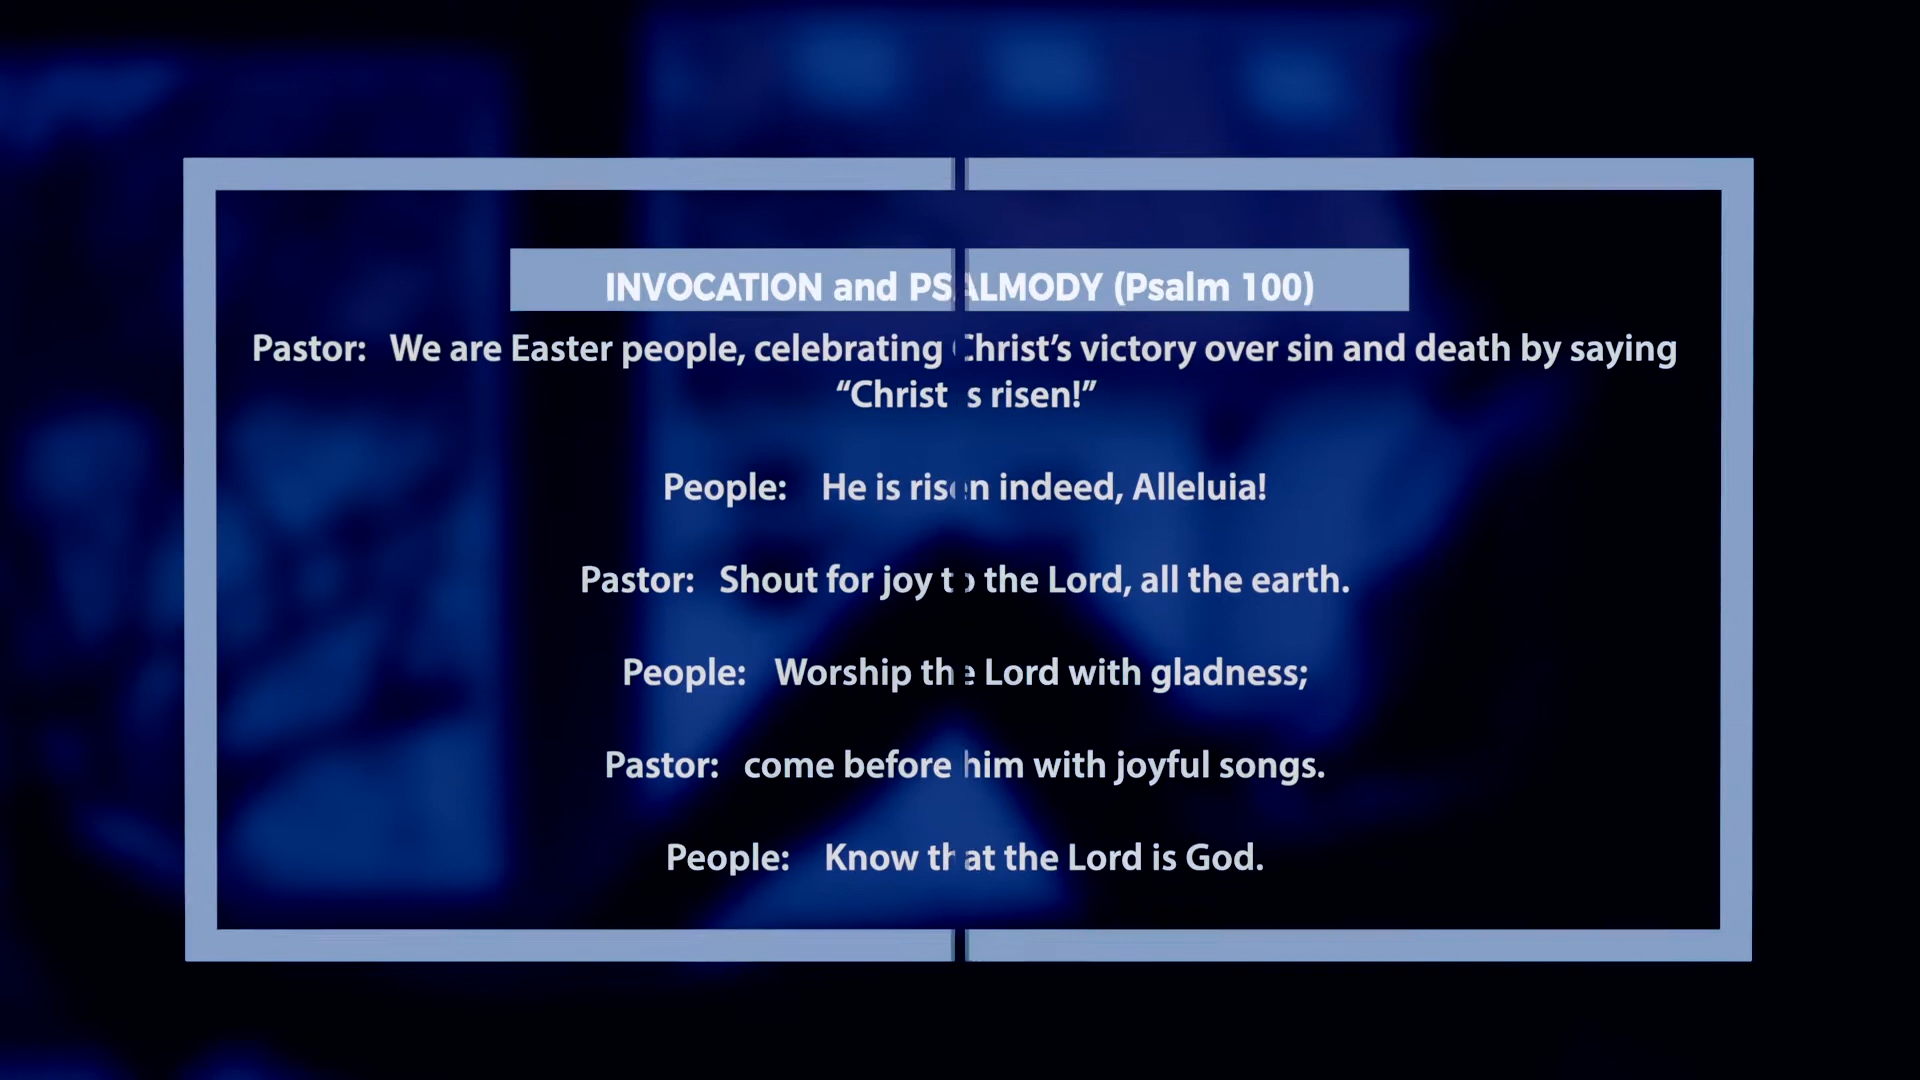 INVOCATION and PSALMODY (Psalm 100)
Pastor: We are Easter people, celebrating Christ’s victory over sin and death by saying
“Christ is risen!”
People: He is risen indeed, Alleluia!
Pastor: Shout for joy to the Lord, all the earth.
People: Worship the Lord with gladness;
Pastor: come before him with joyful songs.
People: Know that the Lord is God.